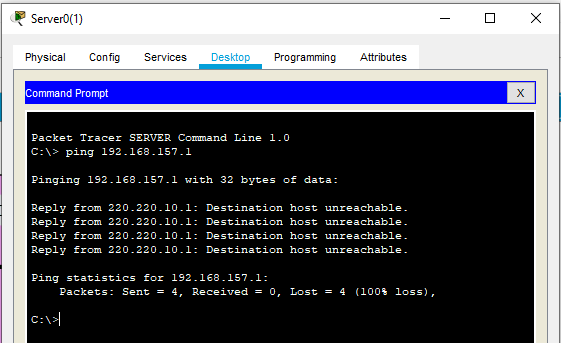 Server0(1)
Physical Config Services Desktop Programming Attributes
Command Prompt
X
Packet Tracer SERVER Command Line 1.0
C:\> ping 192.168.157.1
Pinging 192.168.157.1 with 32 bytes of data:
Reply from 220.220.10.1: Destination host unreachable.
Reply from 220.220.10.1: Destination host unreachable.
Reply from 220.220.10.1: Destination host unreachable.
Reply from 220.220.10.1: Destination host unreachable.
Ping statistics for 192.168.157.1:
    Packets: Sent = 4, Received = 0, Lost = 4 (100% loss),
C:\>